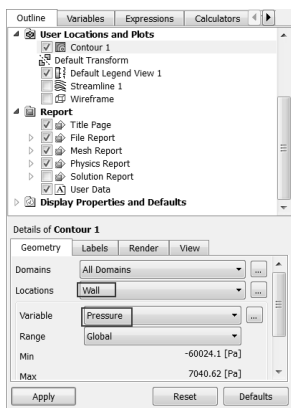 Outline Variables Expressions Calculators
User Locations and Plots
Contour 1
Default Transform
Default Legend View 1
Streamline 1
Wireframe
Report
Title Page
File Report
Mesh Report
Physics Report
Solution Report
A User Data
Display Properties and Defaults
Details of Contour 1
Geometry Labels Render View
Domains All Domains ...
Locations Wall ...
Variable Pressure ...
Range Global
Min -60024.1 [Pa]
Max 7040.62 [Pa]
Apply Reset Defaults